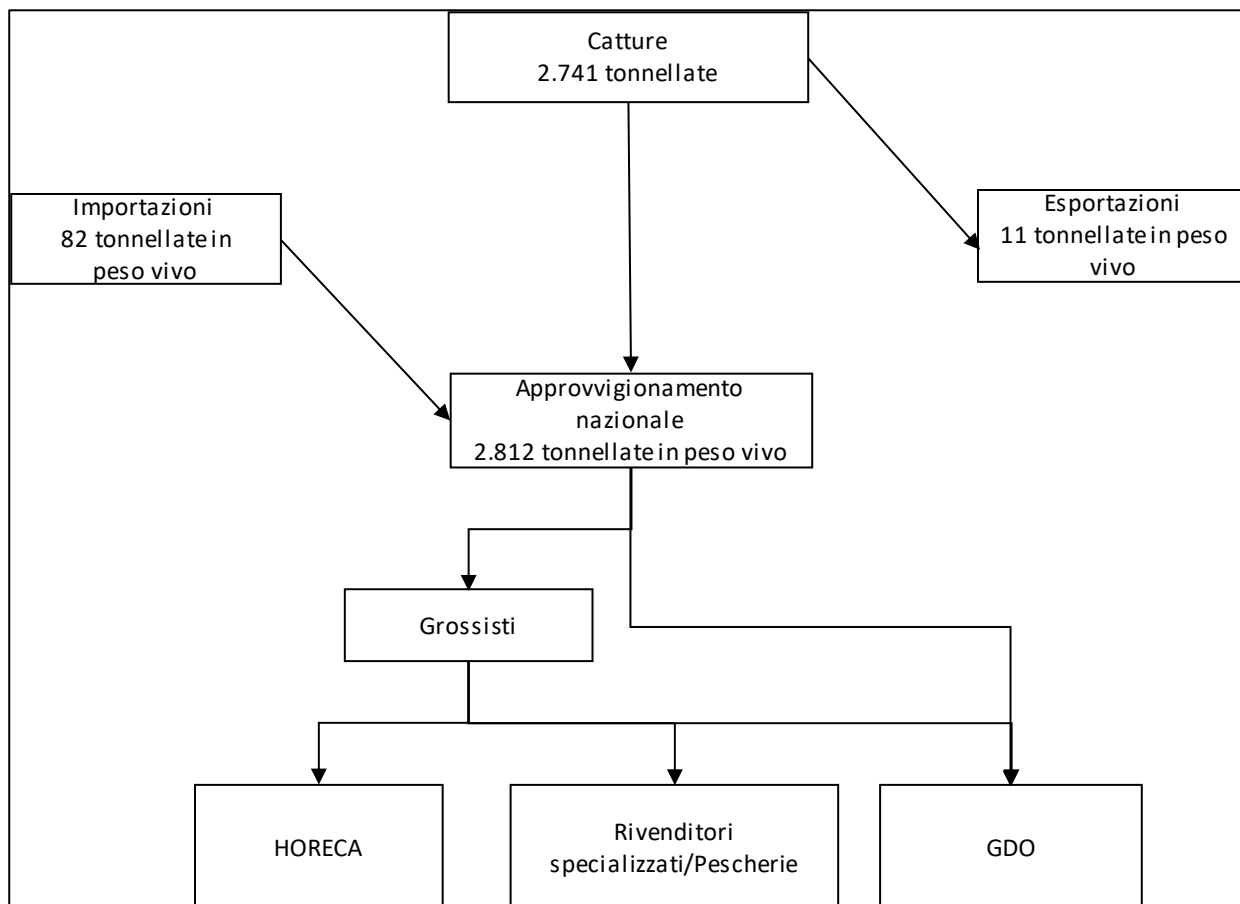 Catture
2.741 tonnellate
Importazioni
82 tonnellate in
peso vivo
Esportazioni
11 tonnellate in peso
vivo
Approvvigionamento
nazionale
2.812 tonnellate in peso vivo
Grossisti
HORECA
Rivenditori
specializzati/Pescherie
GDO